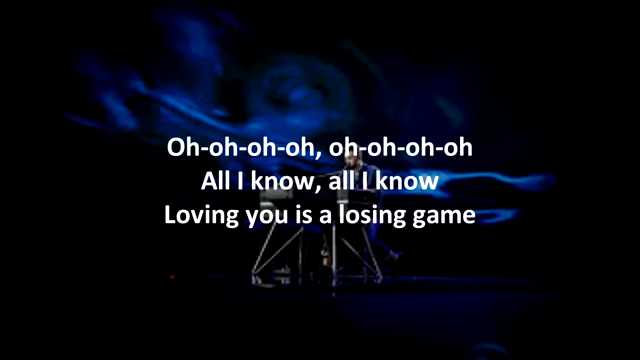 Oh-oh-oh-oh, oh-oh-oh-oh
All I know, all I know
Loving you is a losing game